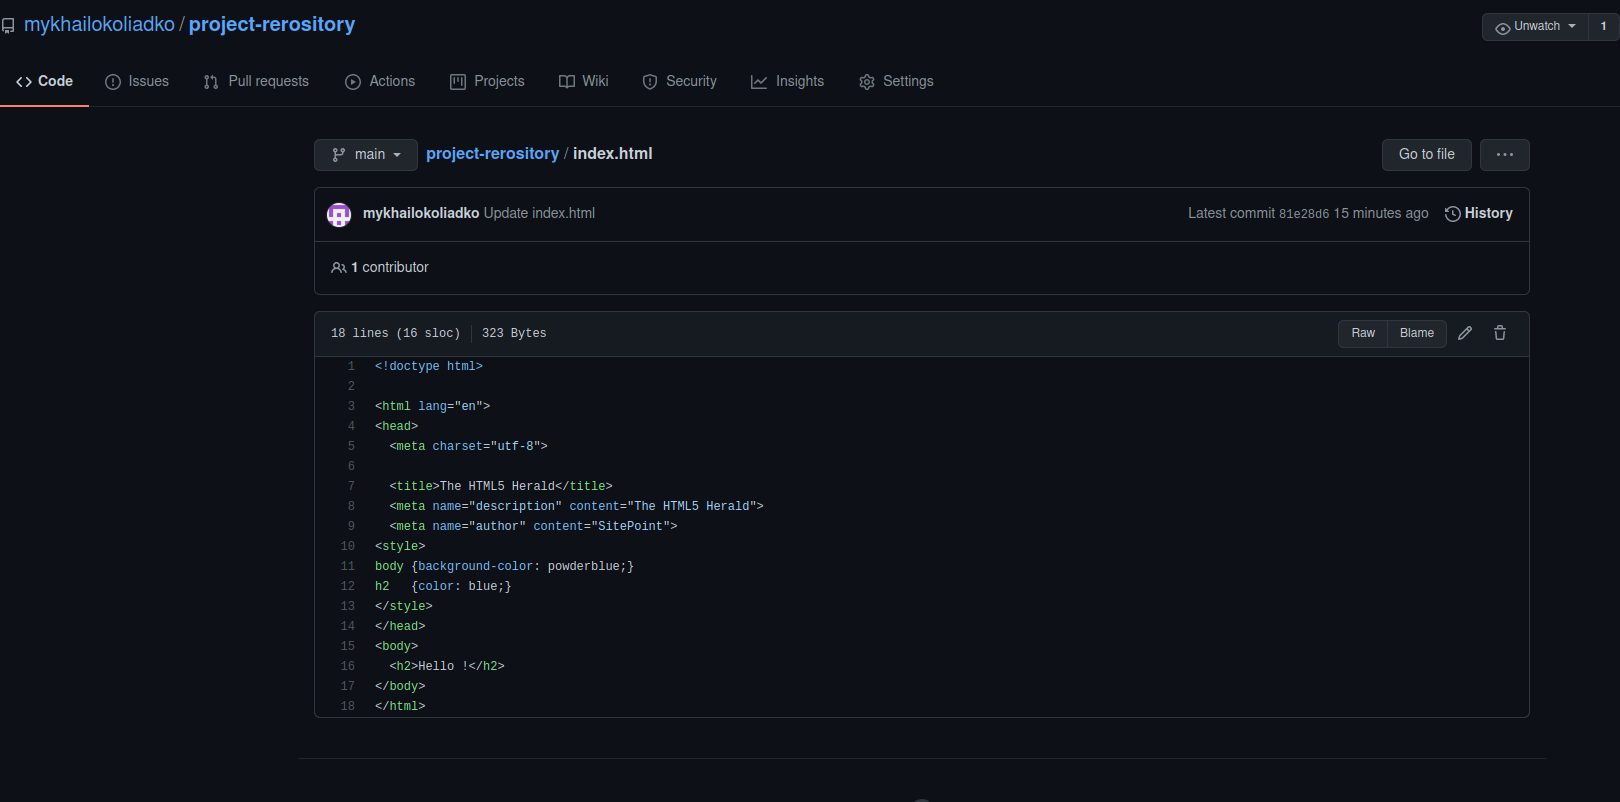 mykhailokoliadko / project-rerository
Unwatch 1
Code Issues Pull requests Actions Projects Wiki Security Insights Settings
main project-rerository / index.html Go to file ...
mykhailokoliadko Update index.html Latest commit 81e28d6 15 minutes ago History
1 contributor
18 lines (16 sloc) 323 Bytes Raw Blame
1 <!doctype html>
2
3 <html lang="en">
4 <head>
5   <meta charset="utf-8">
6
7   <title>The HTML5 Herald</title>
8   <meta name="description" content="The HTML5 Herald">
9   <meta name="author" content="SitePoint">
10 <style>
11 body {background-color: powderblue;}
12 h2   {color: blue;}
13 </style>
14 </head>
15 <body>
16   <h2>Hello !</h2>
17 </body>
18 </html>